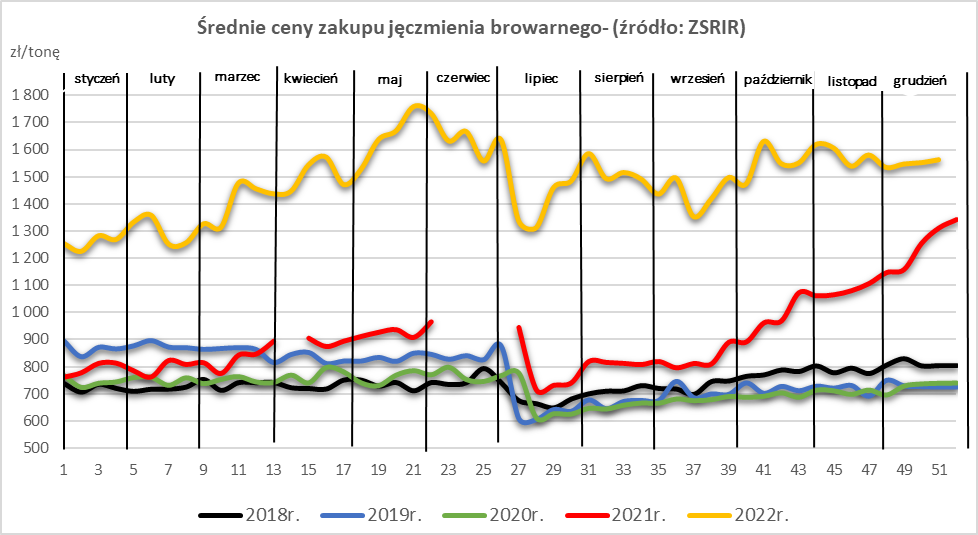 Średnie ceny zakupu jęczmienia browarnego- (źródło: ZSRIR)
zł/tonę
styczeń luty marzec kwiecień maj czerwiec lipiec sierpień wrzesień październik listopad grudzień
1 800
1 700
1 600
1 500
1 400
1 300
1 200
1 100
1 000
900
800
700
600
500
1 3 5 7 9 11 13 15 17 19 21 23 25 27 29 31 33 35 37 39 41 43 45 47 49 51
2018r. 2019r. 2020r. 2021r. 2022r.